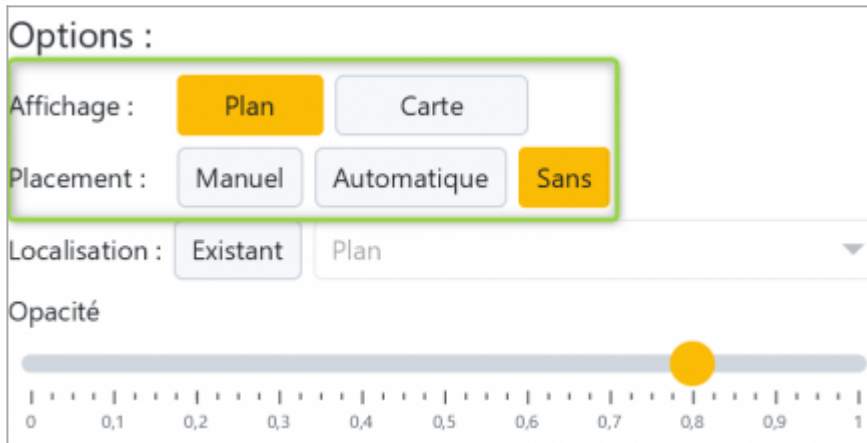 Options :
Affichage : Plan Carte
Placement : Manuel Automatique Sans
Localisation : Existant Plan
Opacité
0 0,1 0,2 0,3 0,4 0,5 0,6 0,7 0,8 0,9 1